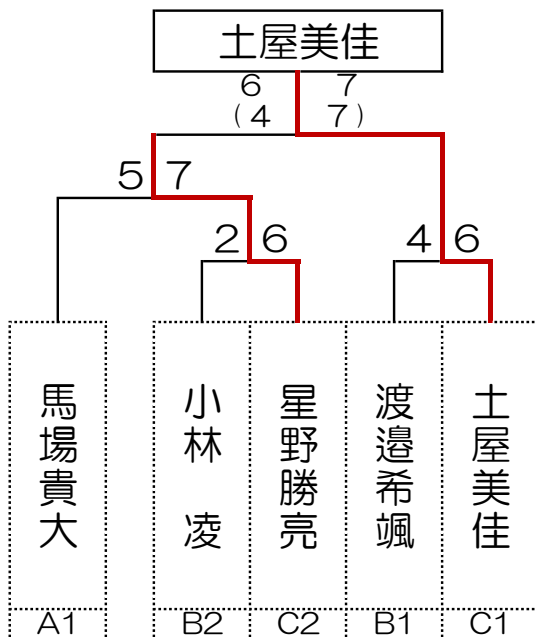 土屋美佳
6 7
(4 7)
5 7
2 6 4 6
馬場貴大
小林 凌
星野勝亮
渡邉希颯
土屋美佳
A1 B2 C2 B1 C1